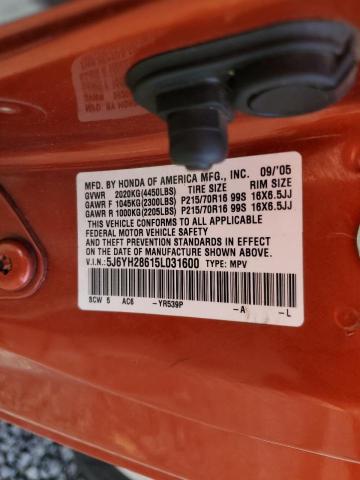 MFD. BY HONDA OF AMERICA MFG., INC. 09/'05
GVWR 2020KG(4450LBS) TIRE SIZE RIM SIZE
GAWR F 1045KG(2300LBS) P215/70R16 99S 16X6.5JJ
GAWR R 1000KG(2205LBS) P215/70R16 99S 16X6.5JJ
THIS VEHICLE CONFORMS TO ALL APPLICABLE
FEDERAL MOTOR VEHICLE SAFETY
AND THEFT PREVENTION STANDARDS IN EFFECT
ON THE DATE OF MANUFACTURE SHOWN ABOVE.
V.I.N: 5J6YH28615L031600 TYPE: MPV
SCW 5 AC6 -YR539P -A -L